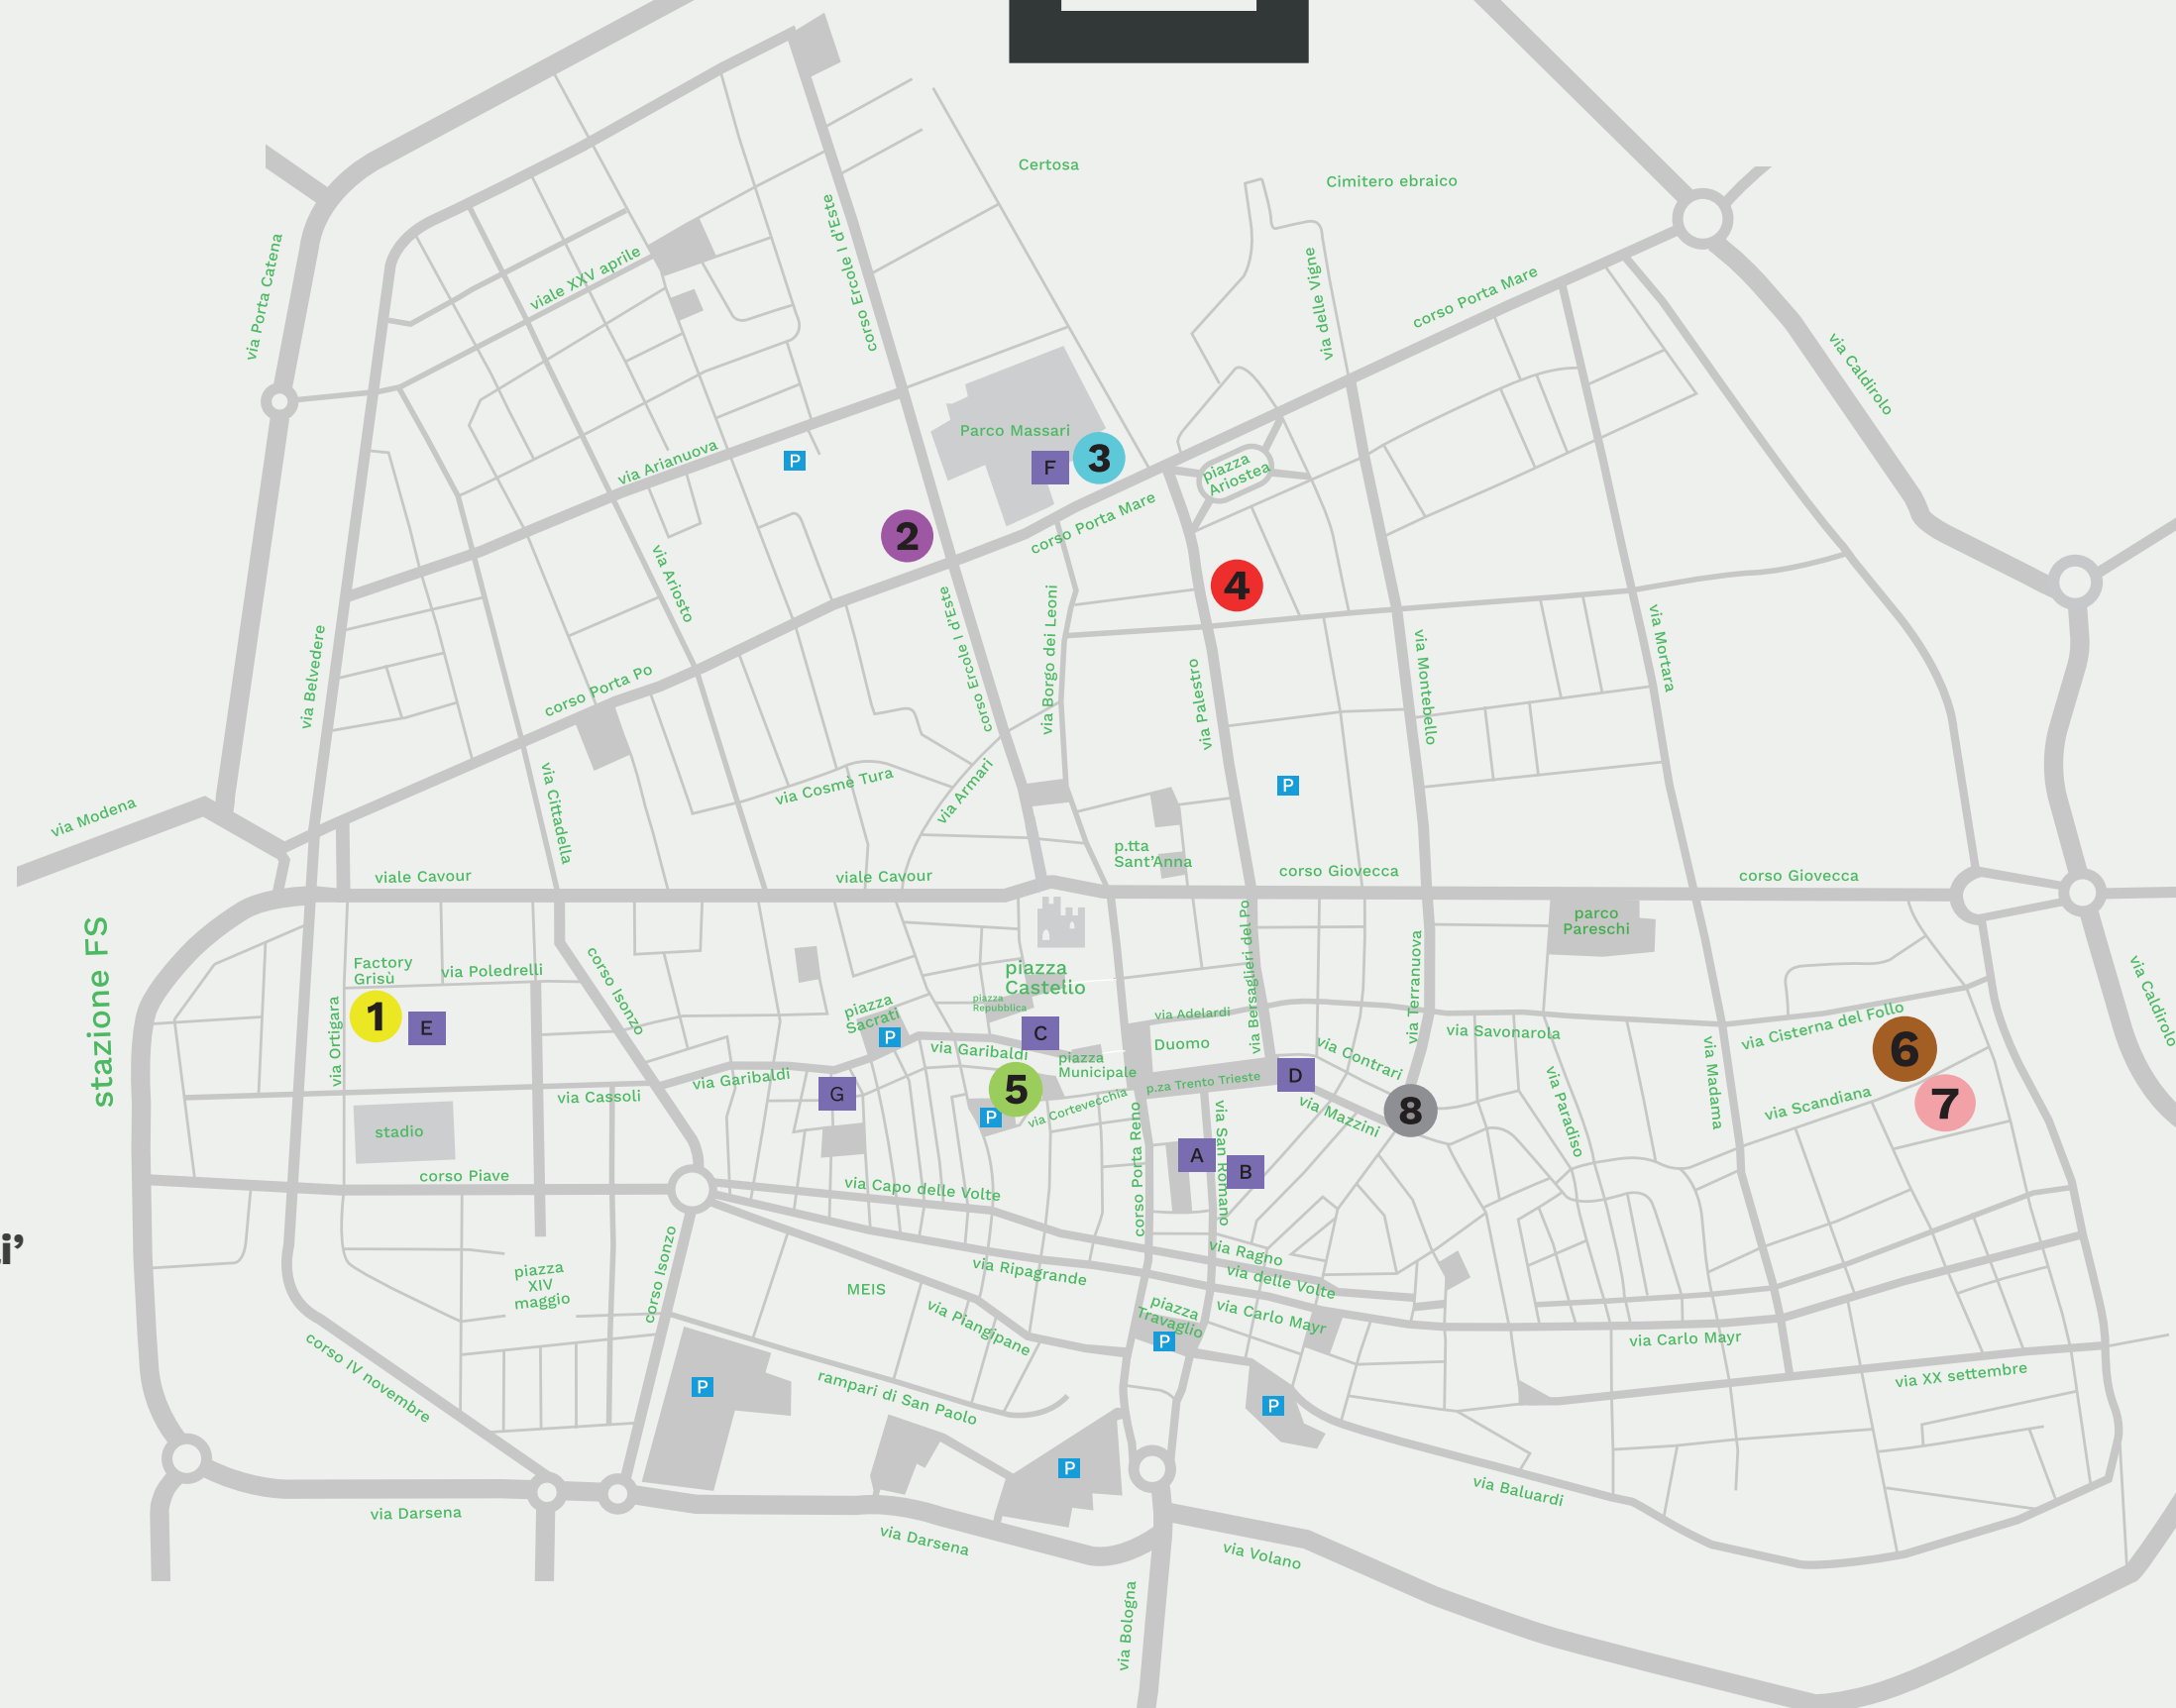 Certosa
Cimitero ebraico
via Porta Catena
viale XXV aprile
corso Ercole I d'Este
via delle Vigne
corso Porta Mare
via Caldirolo
Parco Massari
F
3
via Arianuova
P
piazza
Ariostea
2
corso Porta Mare
4
via Ariosto
corso Ercole I d'Este
via Borgo dei Leoni
via Belvedere
corso Porta Po
via Palestro
via Montebello
via Mortara
via Modena
via Cittadella
via Cosmè Tura
via Armari
P
p.tta
Sant'Anna
viale Cavour
viale Cavour
corso Giovecca
corso Giovecca
parco
Pareschi
stazione FS
Factory
Grisù
via Poledrelli
corso Isonzo
piazza
Castello
piazza
Repubblica
via Bersaglieri del Po
via Terranuova
via Caldirolo
1
E
via Ortigara
piazza
Sacrati
P
C
via Garibaldi
via Adelardi
Duomo
via Savonarola
via Cisterna del Follo
6
piazza
Municipale
via Contrari
via Madama
via Garibaldi
G
5
P
p.za Trento Trieste
D
via Cassoli
via Cortevecchia
via Mazzini
8
via Paradiso
via Scandiana
7
stadio
corso Porta Reno
via San Romano
A
B
corso Piave
via Capo delle Volte
i’
corso Isonzo
piazza
XIV
maggio
MEIS
via Ripagrande
via Ragno
via delle Volte
via Piangipane
piazza
Travaglio
P
via Carlo Mayr
via Carlo Mayr
corso IV novembre
P
rampari di San Paolo
P
via XX settembre
P
via Baluardi
via Darsena
via Darsena
via Volano
via Bologna